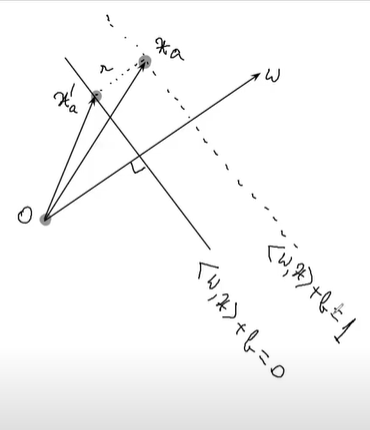 x_a
r
w
x'_a
O
⟨w,x⟩+b=1
⟨w,x⟩+b=0